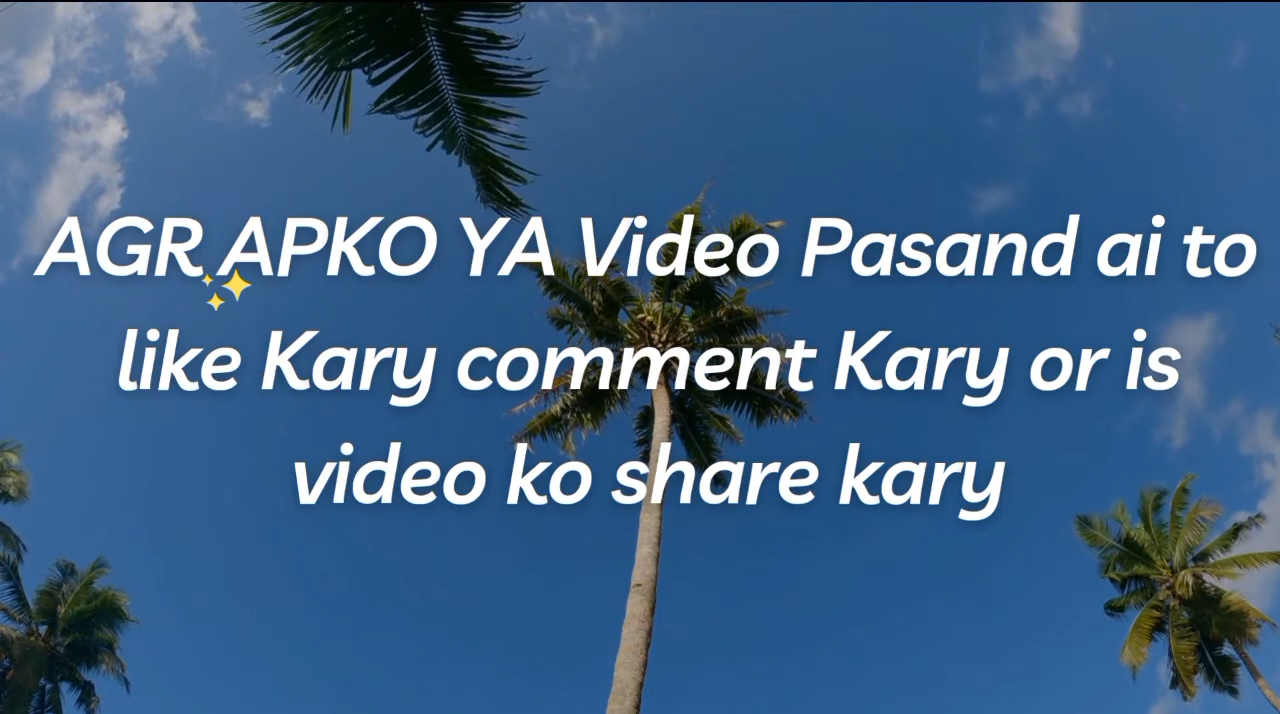 AGR APKO YA Video Pasand ai to
like Kary comment Kary or is
video ko share kary